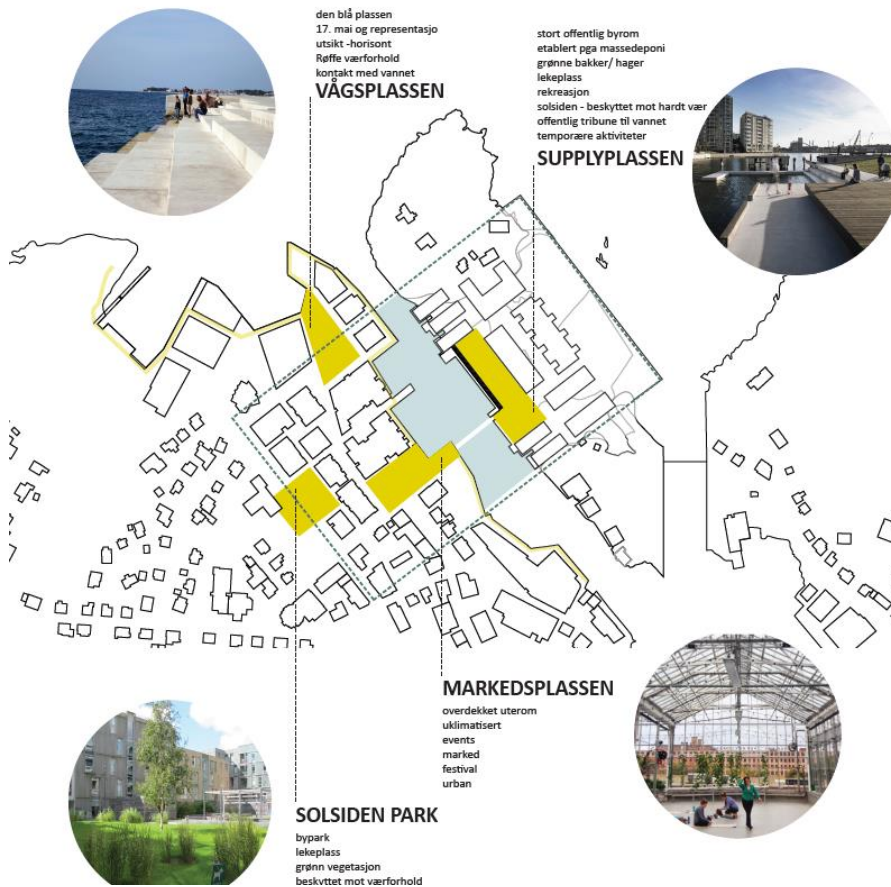 den blå plassen
17. mai og representasjo
utsikt -horisont
Røffe værforhold
kontakt med vannet
VÅGSPLASSEN
stort offentlig byrom
etablert pga massedeponi
grønne bakker/ hager
lekeplass
rekreasjon
solsiden - beskyttet mot hardt vær
offentlig tribune til vannet
temporære aktiviteter
SUPPLYPLASSEN
MARKEDSPLASSEN
overdekket uterom
uklimatisert
events
marked
festival
urban
SOLSIDEN PARK
bypark
lekeplass
grønn vegetasjon
beskyttet mot værforhold